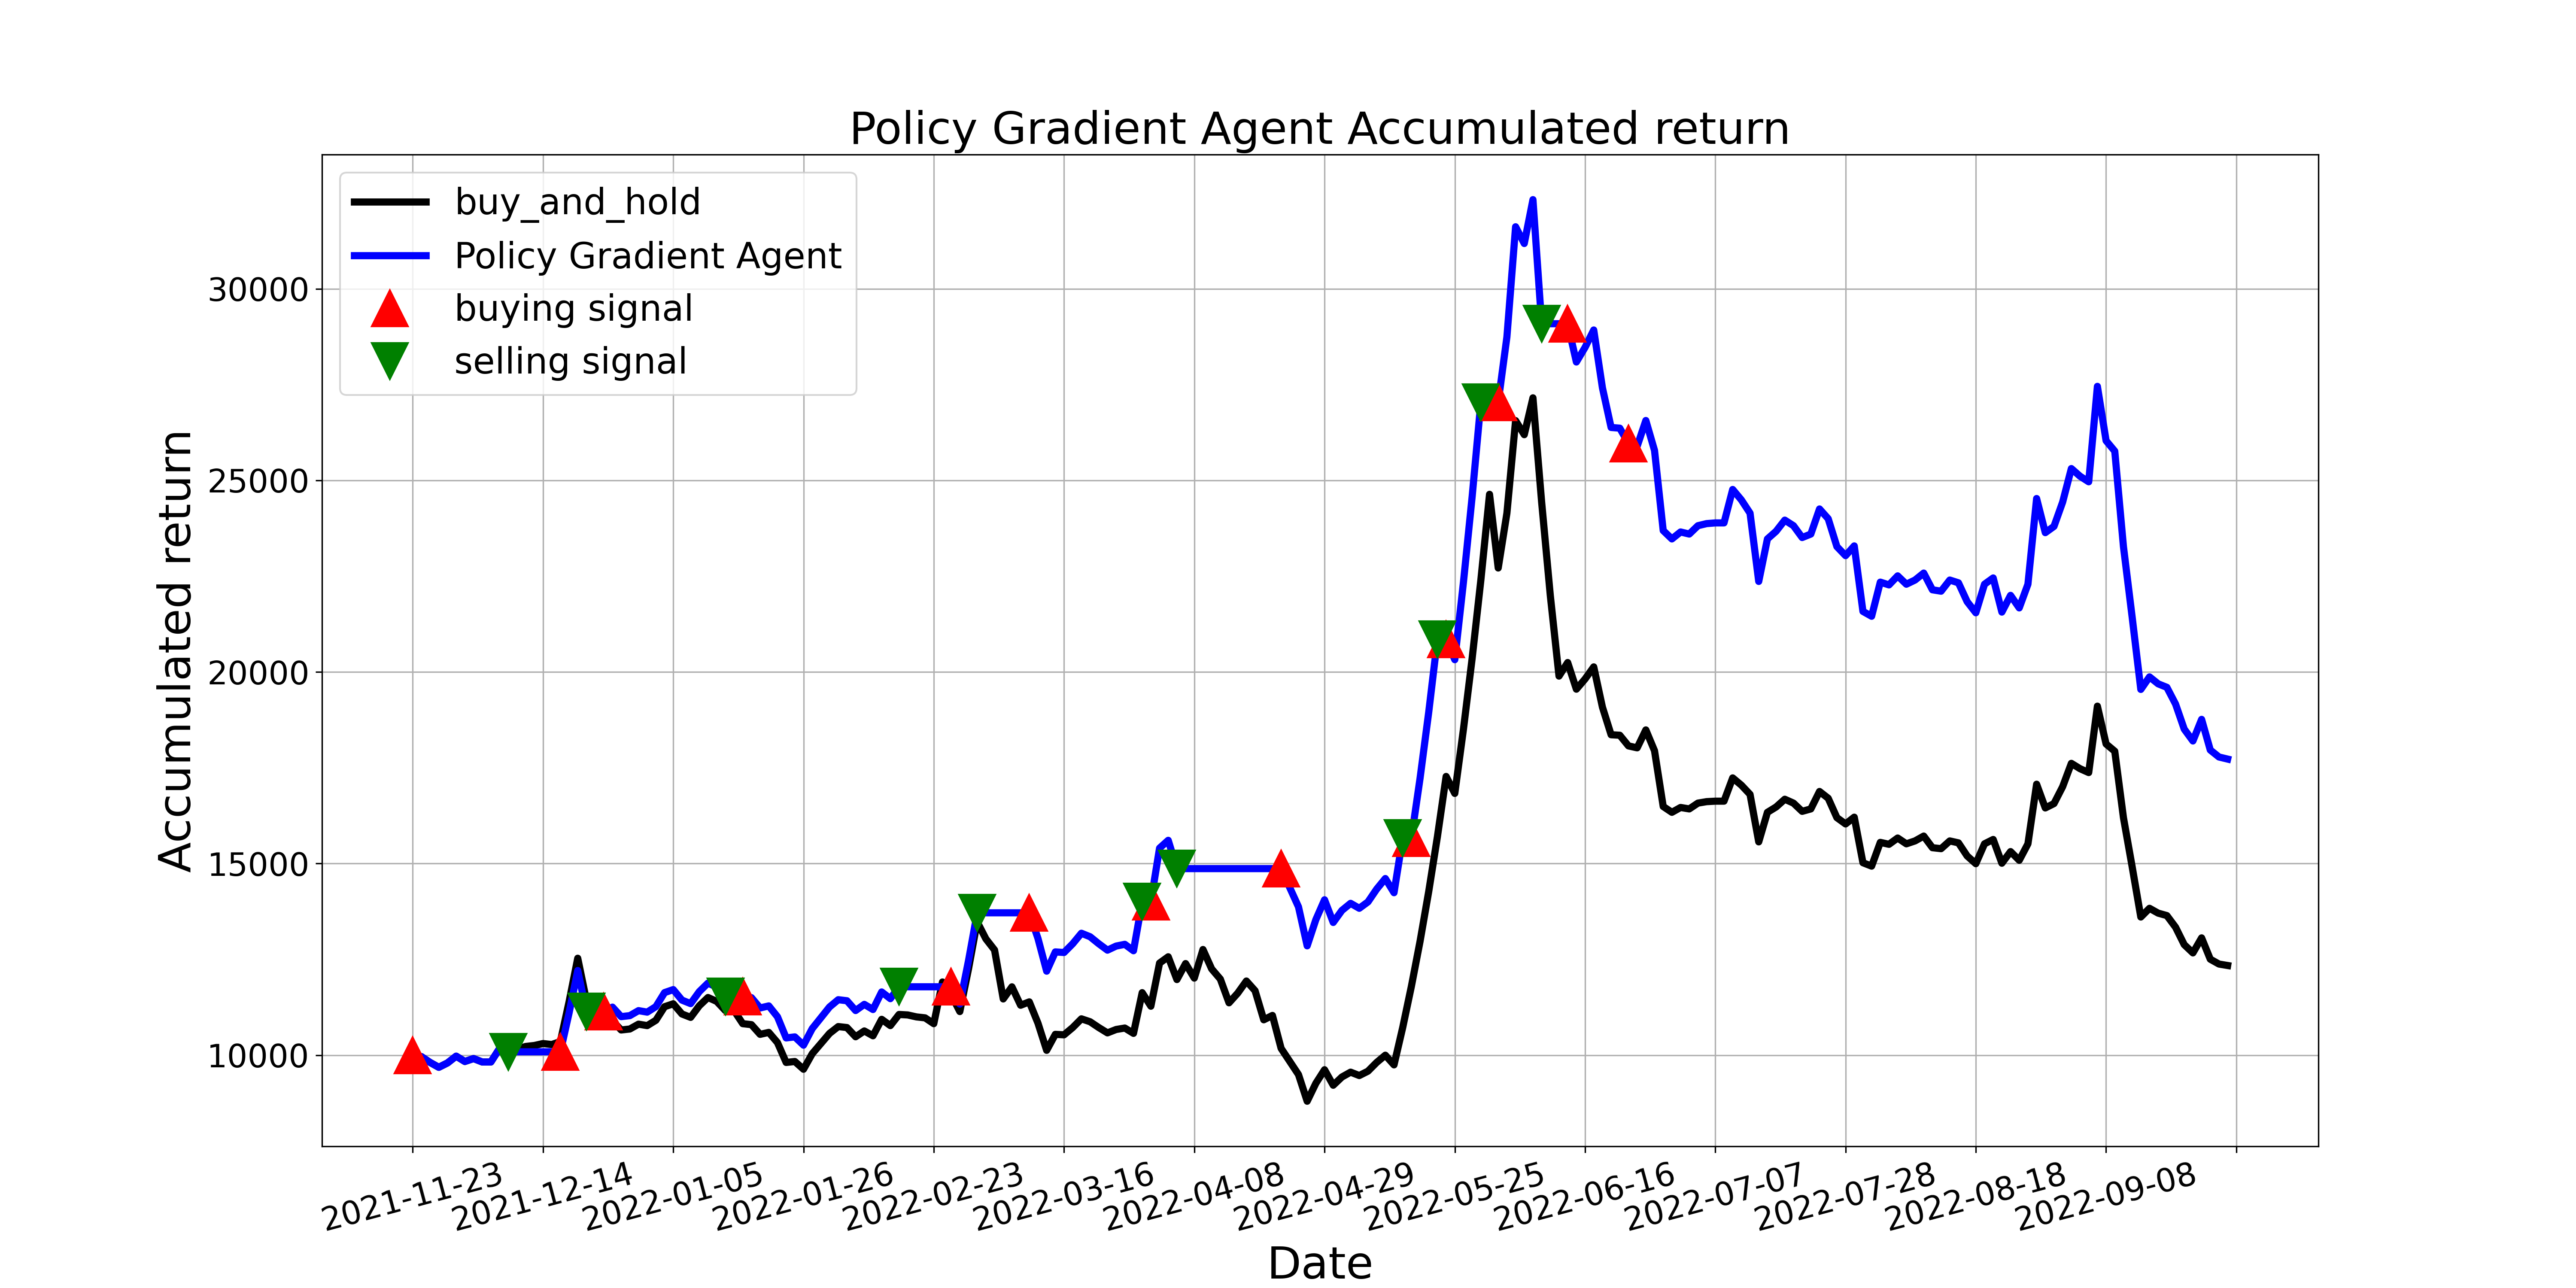 Policy Gradient Agent Accumulated return
buy_and_hold
Policy Gradient Agent
buying signal
selling signal
Accumulated return
30000
25000
20000
15000
10000
2021-11-23
2021-12-14
2022-01-05
2022-01-26
2022-02-23
2022-03-16
2022-04-08
2022-04-29
2022-05-25
2022-06-16
2022-07-07
2022-07-28
2022-08-18
2022-09-08
Date